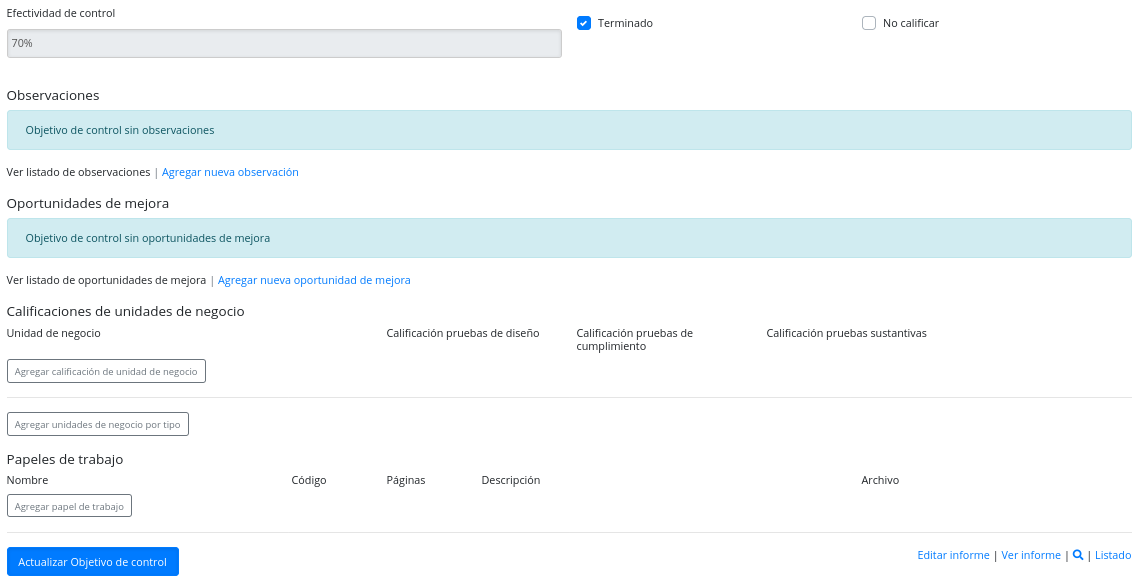 Efectividad de control
70%
Terminado
No calificar
Observaciones
Objetivo de control sin observaciones
Ver listado de observaciones | Agregar nueva observación
Oportunidades de mejora
Objetivo de control sin oportunidades de mejora
Ver listado de oportunidades de mejora | Agregar nueva oportunidad de mejora
Calificaciones de unidades de negocio
Unidad de negocio
Calificación pruebas de diseño
Calificación pruebas de
cumplimiento
Calificación pruebas sustantivas
Agregar calificación de unidad de negocio
Agregar unidades de negocio por tipo
Papeles de trabajo
Nombre
Código
Páginas
Descripción
Archivo
Agregar papel de trabajo
Actualizar Objetivo de control
Editar informe | Ver informe | | Listado